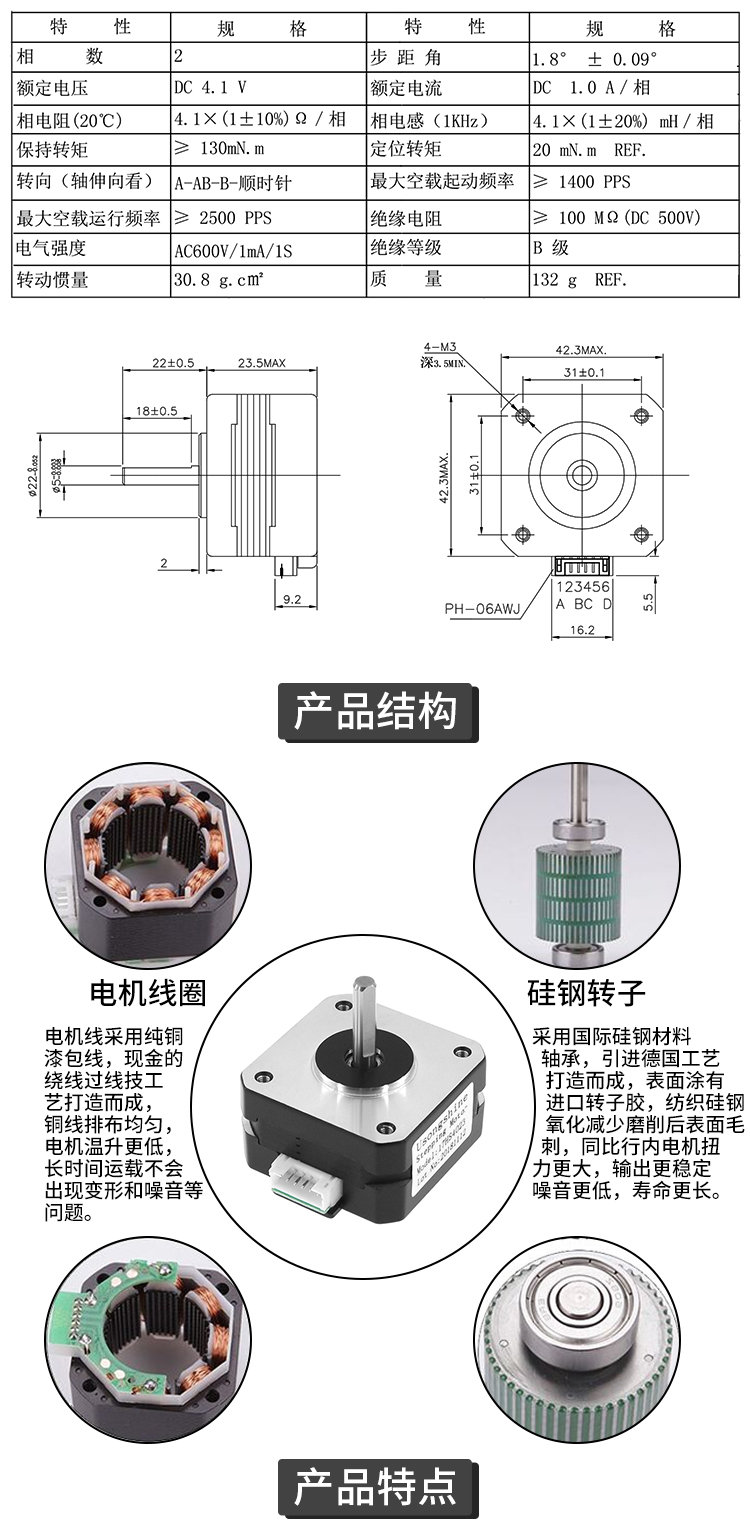 特 性 规 格 特 性 规 格
相 数 2 步 距 角 1.8° ± 0.09°
额定电压 DC 4.1 V 额定电流 DC 1.0 A/相
相电阻(20℃) 4.1×(1±10%)Ω/相 相电感(1KHz) 4.1×(1±20%) mH/相
保持转矩 ≥ 130mN.m 定位转矩 20 mN.m REF.
转向（轴伸向看） A-AB-B-顺时针 最大空载起动频率 ≥ 1400 PPS
最大空载运行频率 ≥ 2500 PPS 绝缘电阻 ≥ 100 MΩ(DC 500V)
电气强度 AC600V/1mA/1S 绝缘等级 B 级
转动惯量 30.8 g.cm² 质 量 132 g REF.
22±0.5
23.5MAX
18±0.5
ø22-0.052
ø5-0.003
2
9.2
4-M3
深3.5MIN.
42.3MAX.
31±0.1
42.3MAX.
31±0.1
PH-06AWJ
123456
A BC D
5.5
16.2
产品结构
电机线圈
电机线采用纯铜
漆包线，现金的
绕线过线技工
艺打造而成，
铜线排布均匀，
电机温升更低，
长时间运载不会
出现变形和噪音等
问题。
硅钢转子
采用国际硅钢材料
轴承，引进德国工艺
打造而成，表面涂有
进口转子胶，纺织硅钢
氧化减少磨削后表面毛
刺，同比行内电机扭
力更大，输出更稳定
噪音更低，寿命更长。
Usongshine
Stepping Motor
产品特点